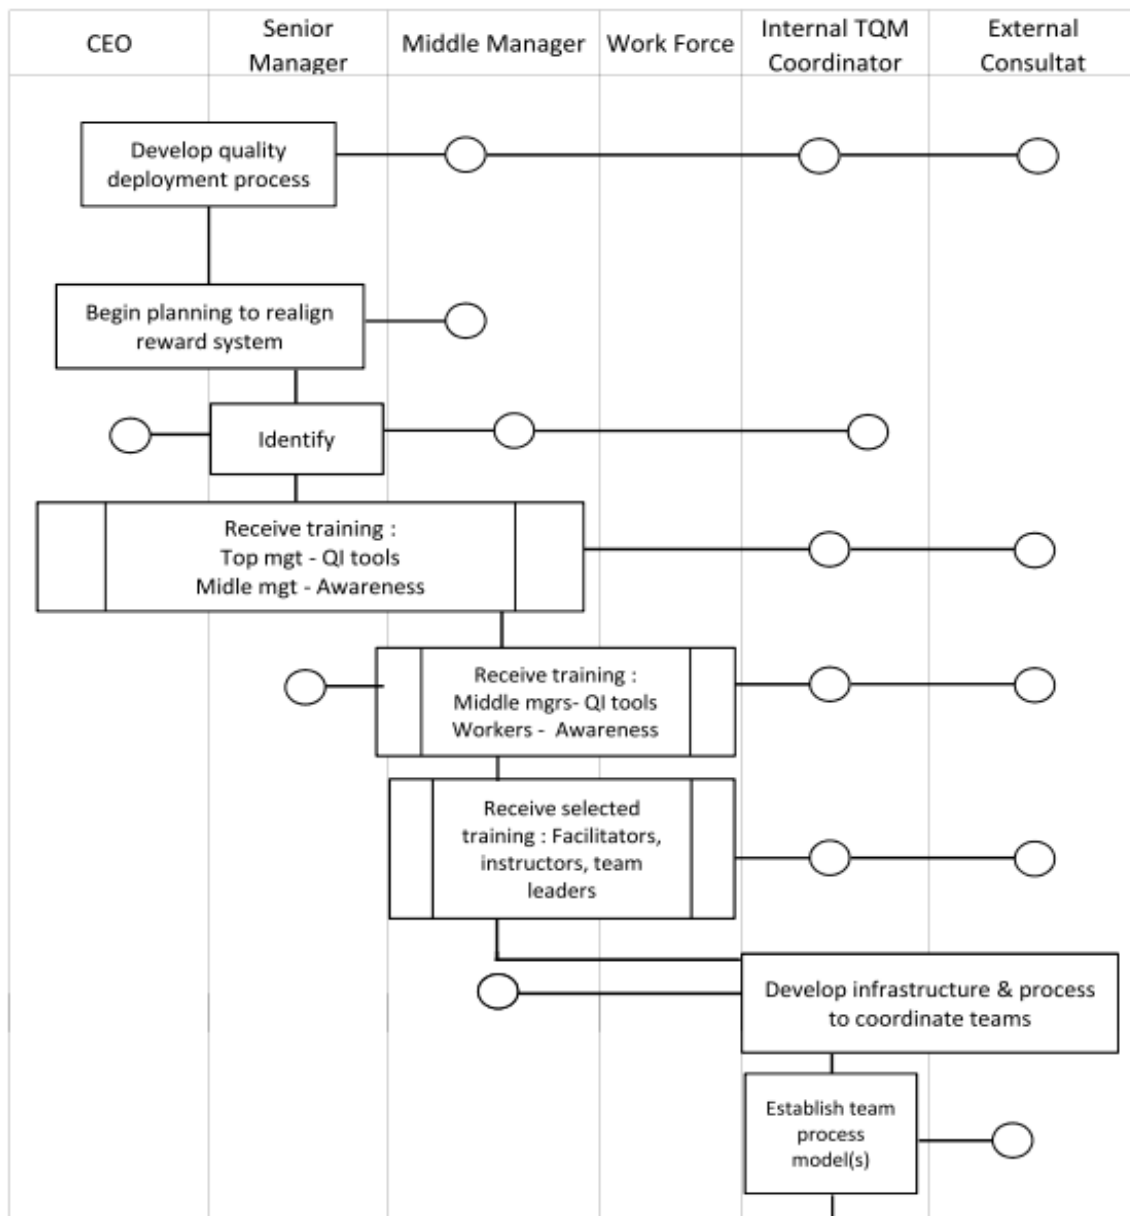 CEO
Senior
Manager
Middle Manager
Work Force
Internal TQM
Coordinator
External
Consultat
Develop quality
deployment process
Begin planning to realign
reward system
Identify
Receive training :
Top mgt - QI tools
Midle mgt - Awareness
Receive training :
Middle mgrs- QI tools
Workers - Awareness
Receive selected
training : Facilitators,
instructors, team
leaders
Develop infrastructure & process
to coordinate teams
Establish team
process
model(s)